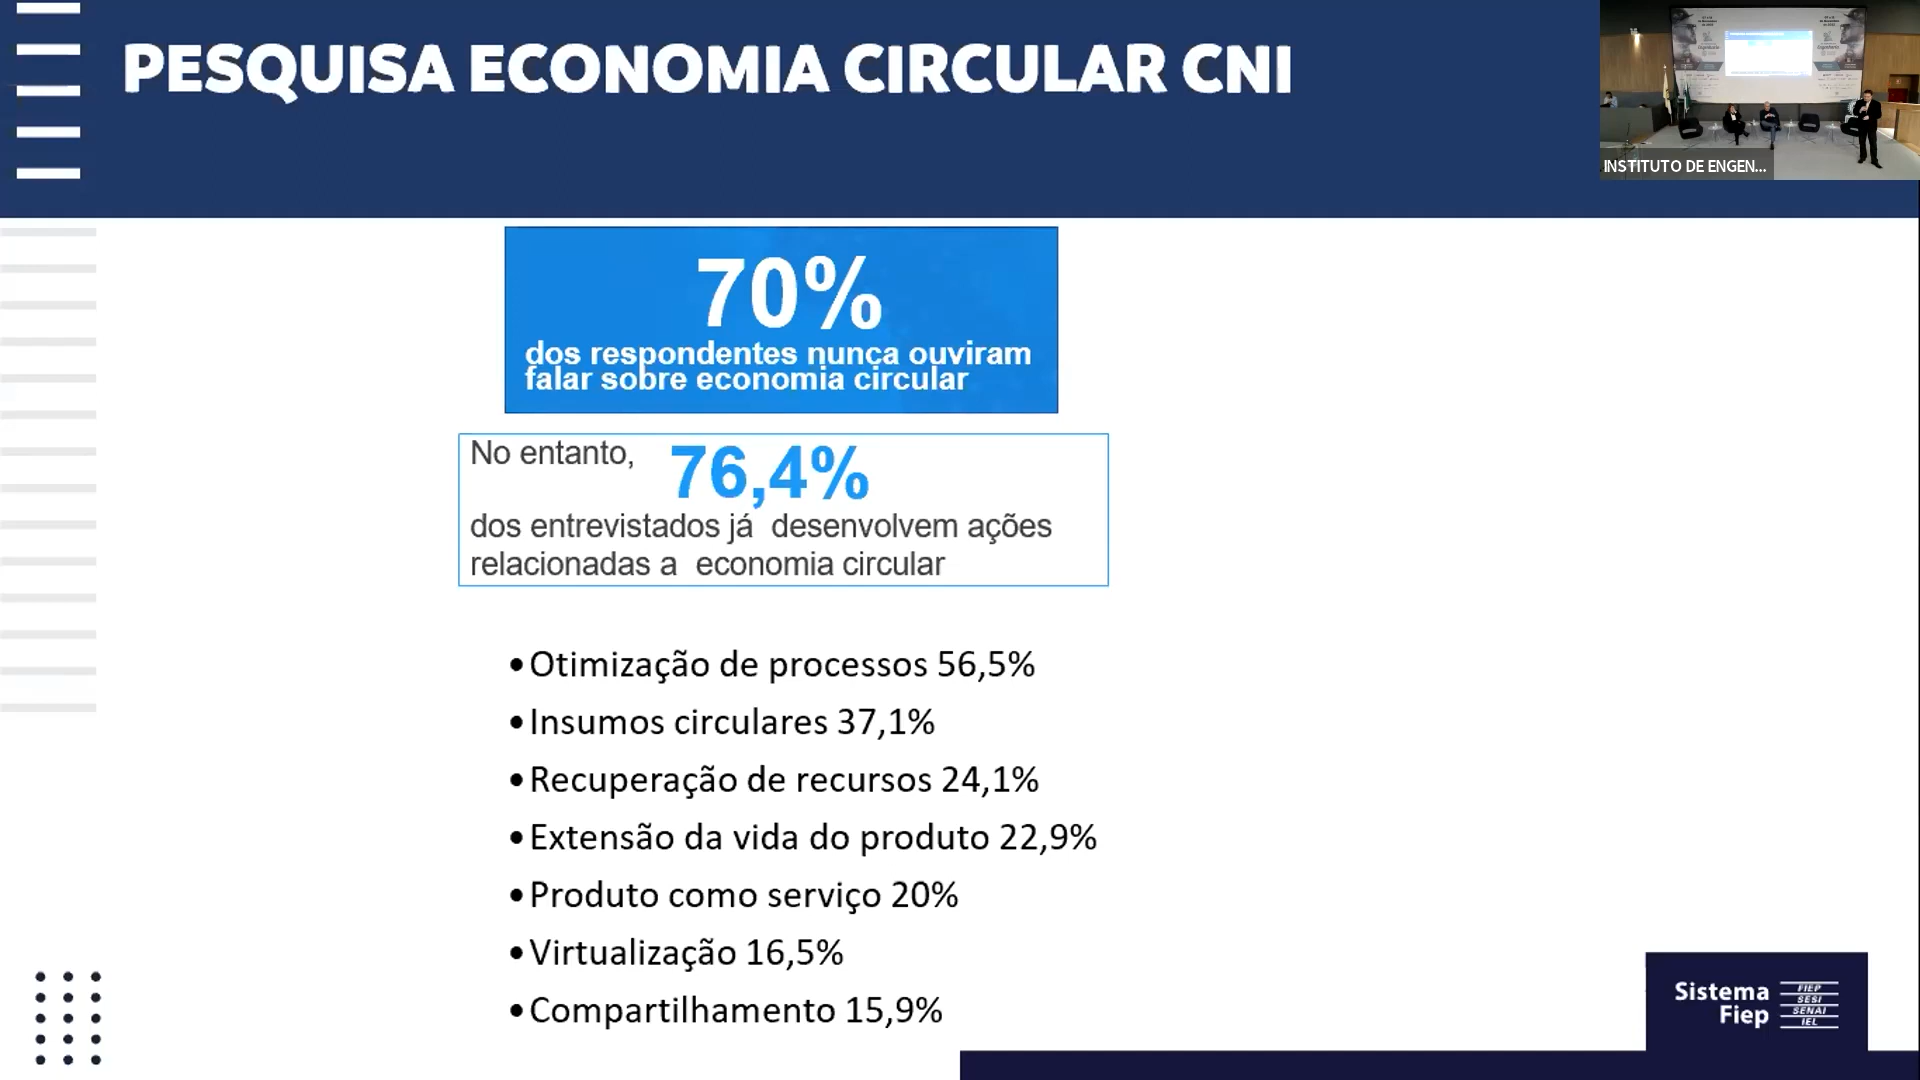 PESQUISA ECONOMIA CIRCULAR CNI
INSTITUTO DE ENGEN...
70%
dos respondentes nunca ouviram
falar sobre economia circular
No entanto, 76,4%
dos entrevistados já desenvolvem ações
relacionadas a economia circular
•Otimização de processos 56,5%
•Insumos circulares 37,1%
•Recuperação de recursos 24,1%
•Extensão da vida do produto 22,9%
•Produto como serviço 20%
•Virtualização 16,5%
•Compartilhamento 15,9%
Sistema
Fiep
FIEP
SESI
SENAI
IEL